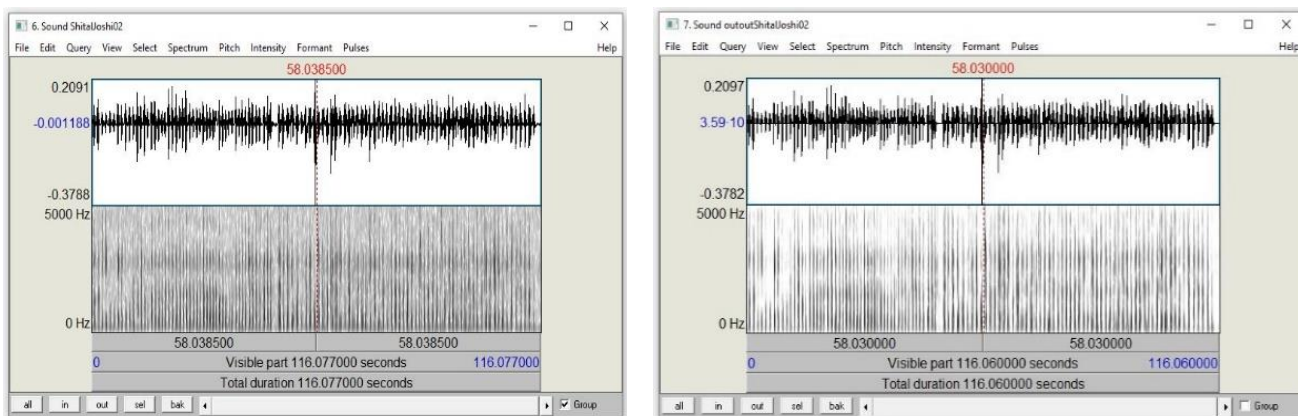 6. Sound ShitalJoshi02
File Edit Query View Select Spectrum Pitch Intensity Formant Pulses Help
58.038500
0.2091
-0.001188
-0.3788
5000 Hz
0 Hz
58.038500 58.038500
0 Visible part 116.077000 seconds 116.077000
Total duration 116.077000 seconds
all in out sel bak Group
7. Sound outoutShitalJoshi02
File Edit Query View Select Spectrum Pitch Intensity Formant Pulses Help
58.030000
0.2097
3.59·10
-0.3782
5000 Hz
0 Hz
58.030000 58.030000
0 Visible part 116.060000 seconds 116.060000
Total duration 116.060000 seconds
all in out sel bak Group